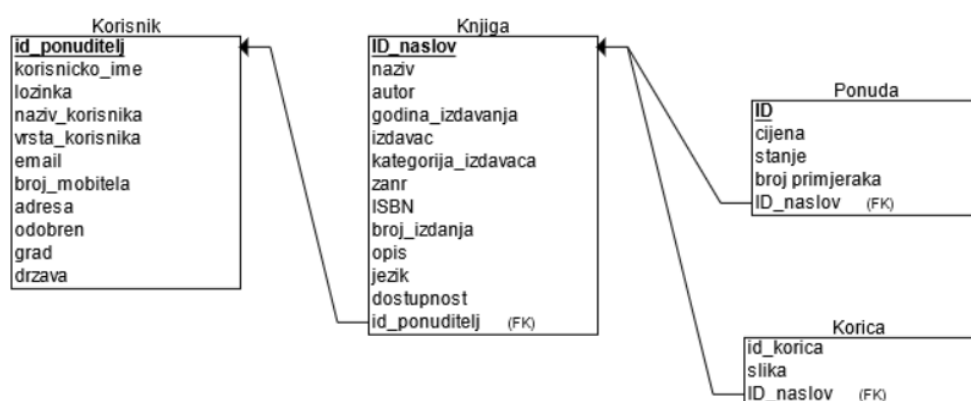 Korisnik
id_ponuditelj
korisnicko_ime
lozinka
naziv_korisnika
vrsta_korisnika
email
broj_mobitela
adresa
odobren
grad
drzava
Knjiga
ID_naslov
naziv
autor
godina_izdavanja
izdavac
kategorija_izdavaca
zanr
ISBN
broj_izdanja
opis
jezik
dostupnost
id_ponuditelj (FK)
Ponuda
ID
cijena
stanje
broj primjeraka
ID_naslov (FK)
Korica
id_korica
slika
ID_naslov (FK)